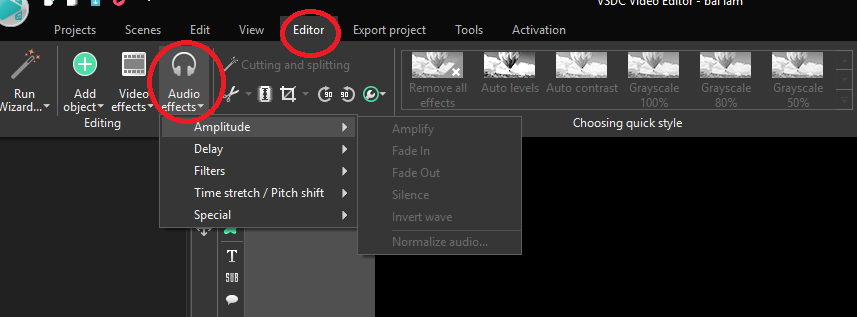 VSDC Video Editor -
Projects Scenes Edit View Editor Export project Tools Activation
Run Wizard...
Add object
Video effects
Audio effects
Cutting and splitting
90 90
Editing
Remove all effects
Auto levels
Auto contrast
Grayscale 100%
Grayscale 80%
Grayscale 50%
Choosing quick style
Amplitude
Delay
Filters
Time stretch / Pitch shift
Special
Amplify
Fade In
Fade Out
Silence
Invert wave
Normalize audio...
T
SUB